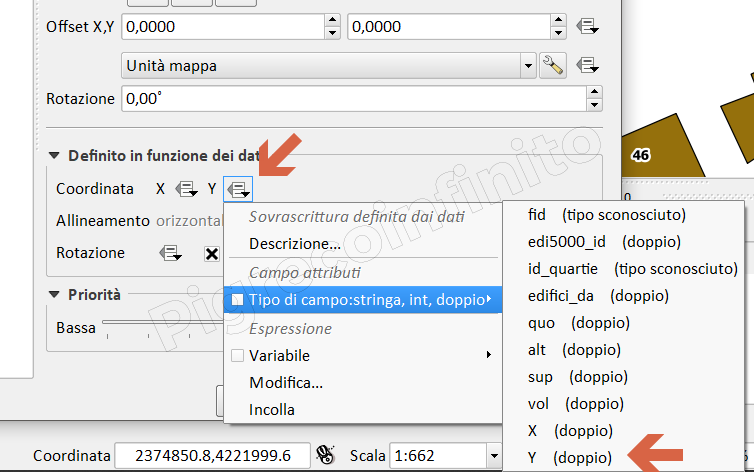 Offset X,Y 0,0000 0,0000
Unità mappa
Rotazione 0,00°
Definito in funzione dei dat
Coordinata X Y
Allineamento orizzontal
Rotazione
Priorità
Bassa
Sovrascrittura definita dai dati
Descrizione...
Campo attributi
Tipo di campo:stringa, int, doppio
Espressione
Variabile
Modifica...
Incolla
fid (tipo sconosciuto)
edi5000_id (doppio)
id_quartie (tipo sconosciuto)
edifici_da (doppio)
quo (doppio)
alt (doppio)
sup (doppio)
vol (doppio)
X (doppio)
Y (doppio)
46
0
Coordinata 2374850.8,4221999.6 Scala 1:662
Pigrecoinfinito